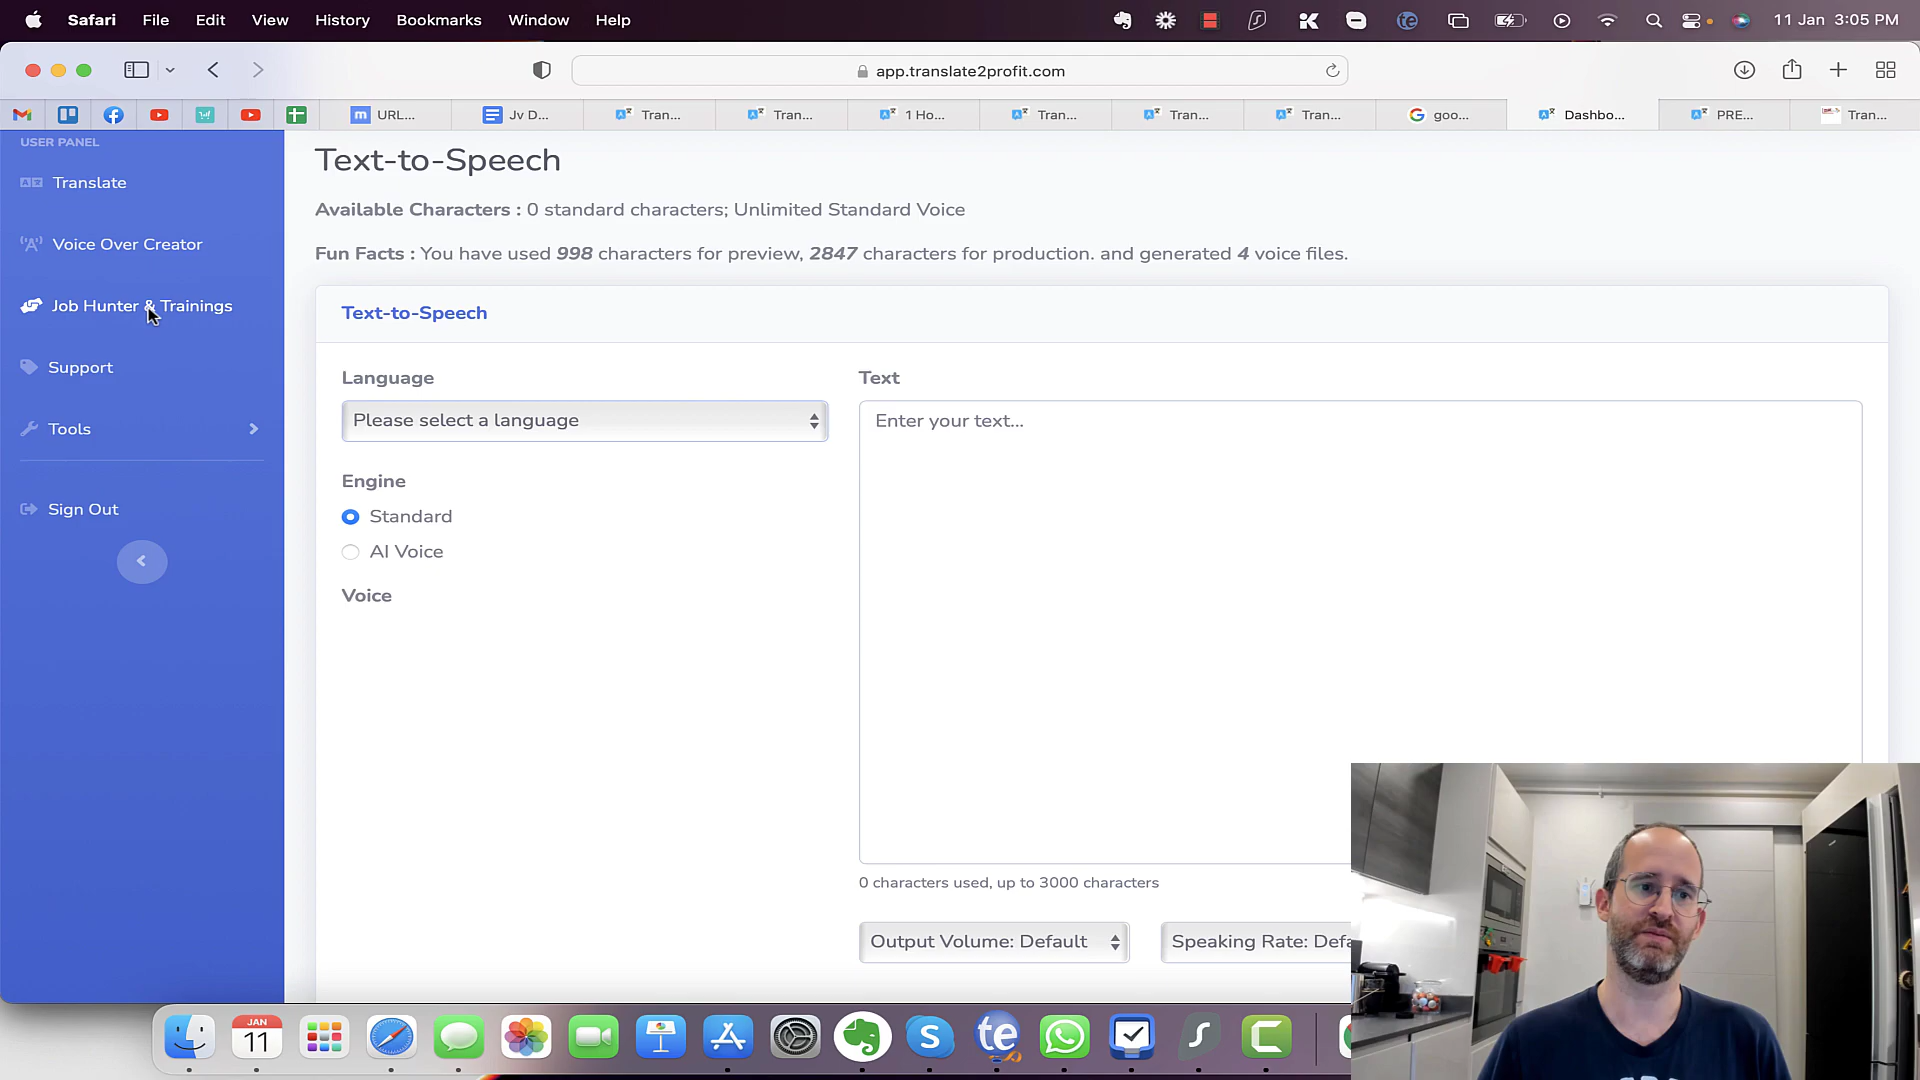 Safari File Edit View History Bookmarks Window Help 11 Jan 3:05 PM
app.translate2profit.com
URL... Jv D... Tran... Tran... 1 Ho... Tran... Tran... Tran... goo... Dashbo... PRE... Tran...
USER PANEL
Translate
Voice Over Creator
Job Hunter & Trainings
Support
Tools
Sign Out
Text-to-Speech
Available Characters : 0 standard characters; Unlimited Standard Voice
Fun Facts : You have used 998 characters for preview, 2847 characters for production. and generated 4 voice files.
Text-to-Speech
Language
Please select a language
Engine
Standard
AI Voice
Voice
Text
Enter your text...
0 characters used, up to 3000 characters
Output Volume: Default
Speaking Rate: Defa
JAN
11